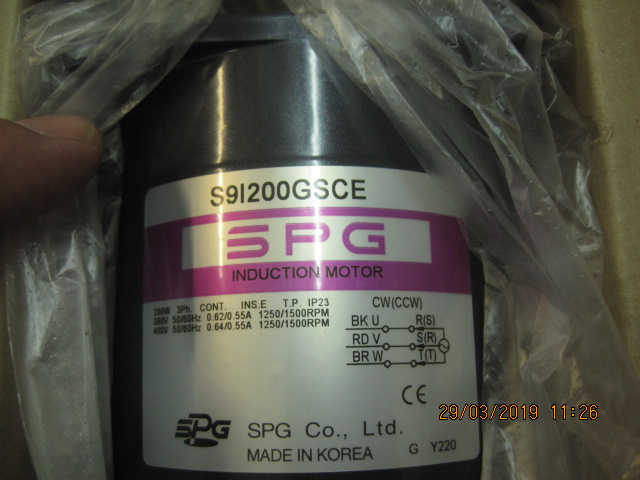 S9I200GSCE
SPG
INDUCTION MOTOR
200W 3Ph. CONT. INS.E T.P. IP23
380V 50/60Hz 0.62/0.55A 1250/1500RPM
400V 50/60Hz 0.64/0.55A 1250/1500RPM
CW(CCW)
BK U R(S)
RD V S(R)
BR W T(T)
CE
SPG SPG Co., Ltd.
MADE IN KOREA G Y220
29/03/2019 11:26